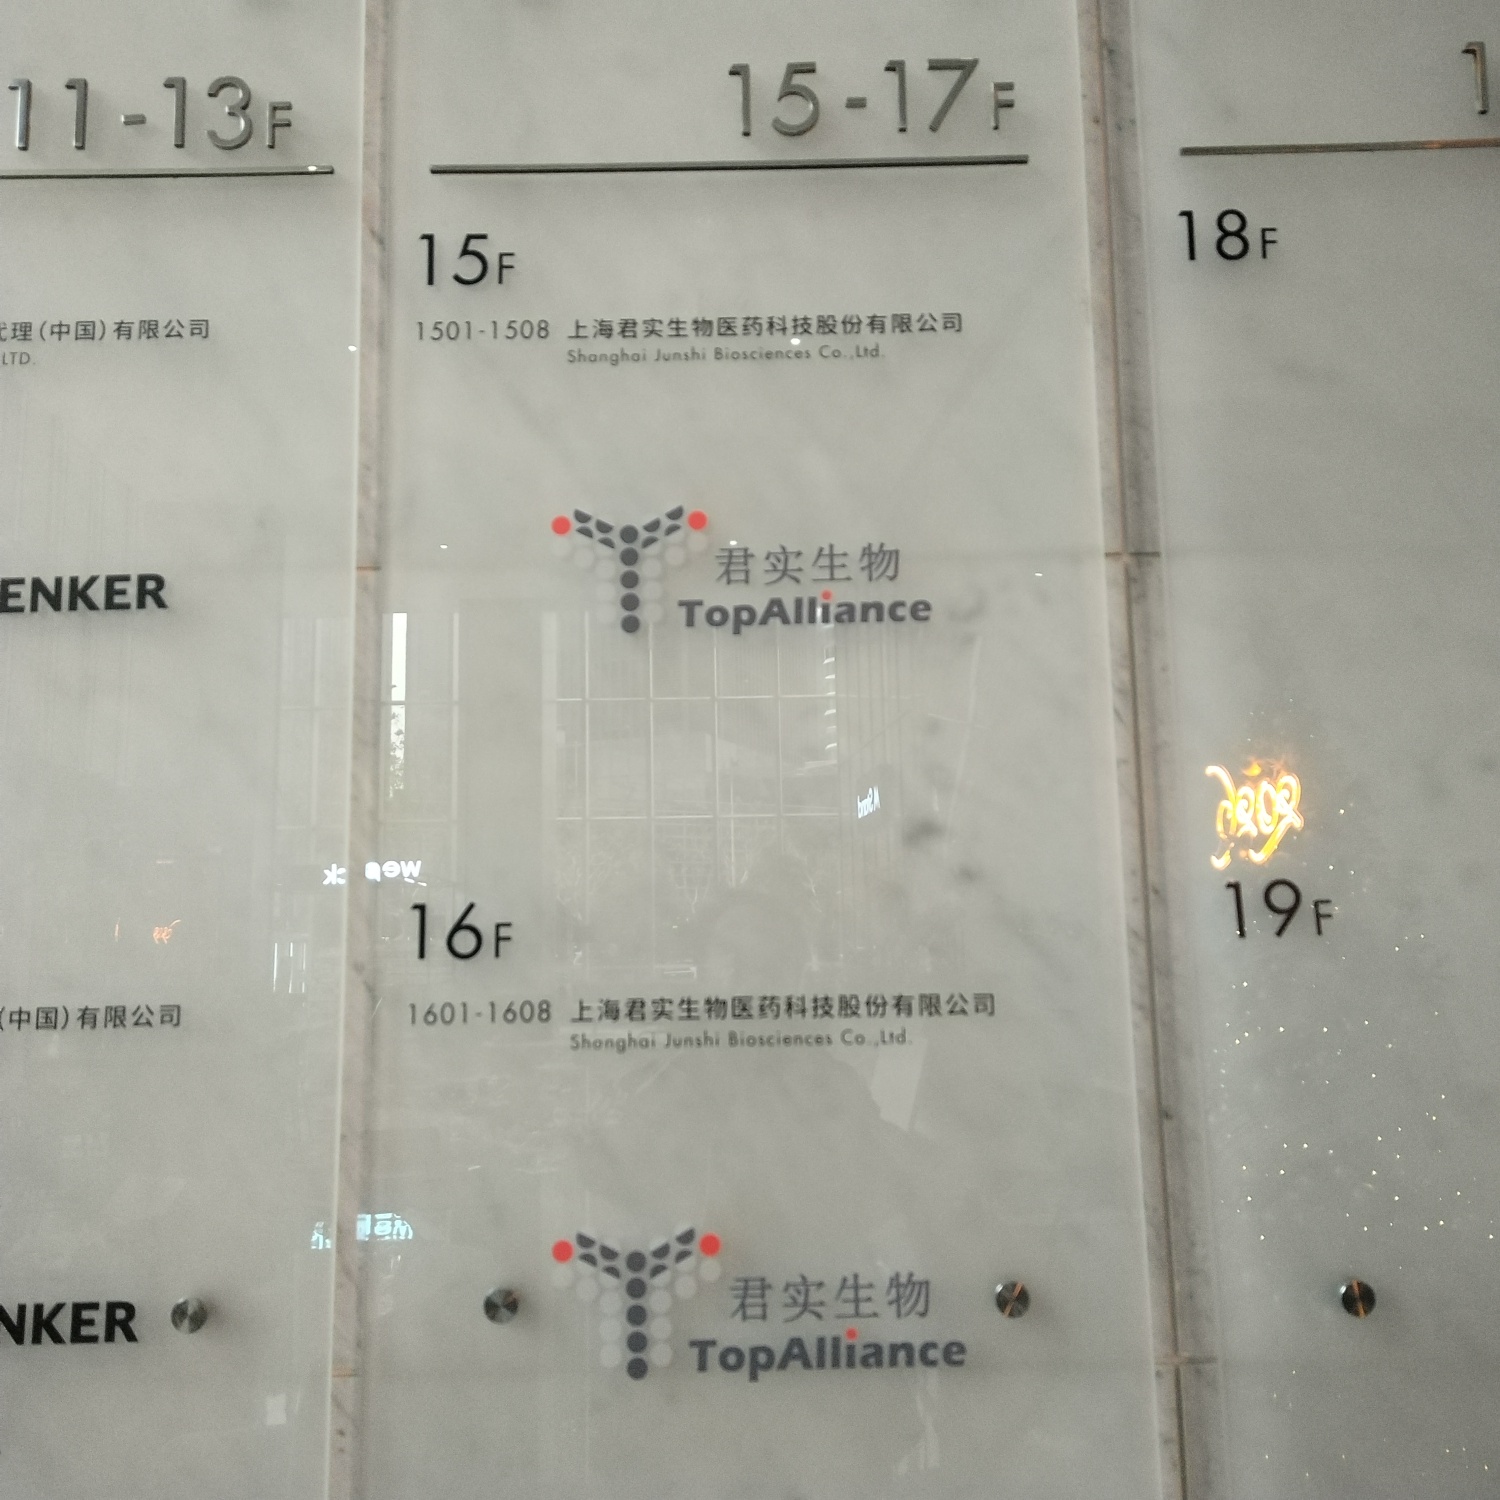 11-13F
代理(中国)有限公司
LTD.
ENKER
(中国)有限公司
NKER
15-17F
15F
1501-1508 上海君实生物医药科技股份有限公司
Shanghai Junshi Biosciences Co.,Ltd.
君实生物
TopAlliance
16F
1601-1608 上海君实生物医药科技股份有限公司
Shanghai Junshi Biosciences Co.,Ltd.
君实生物
TopAlliance
1
18F
19F